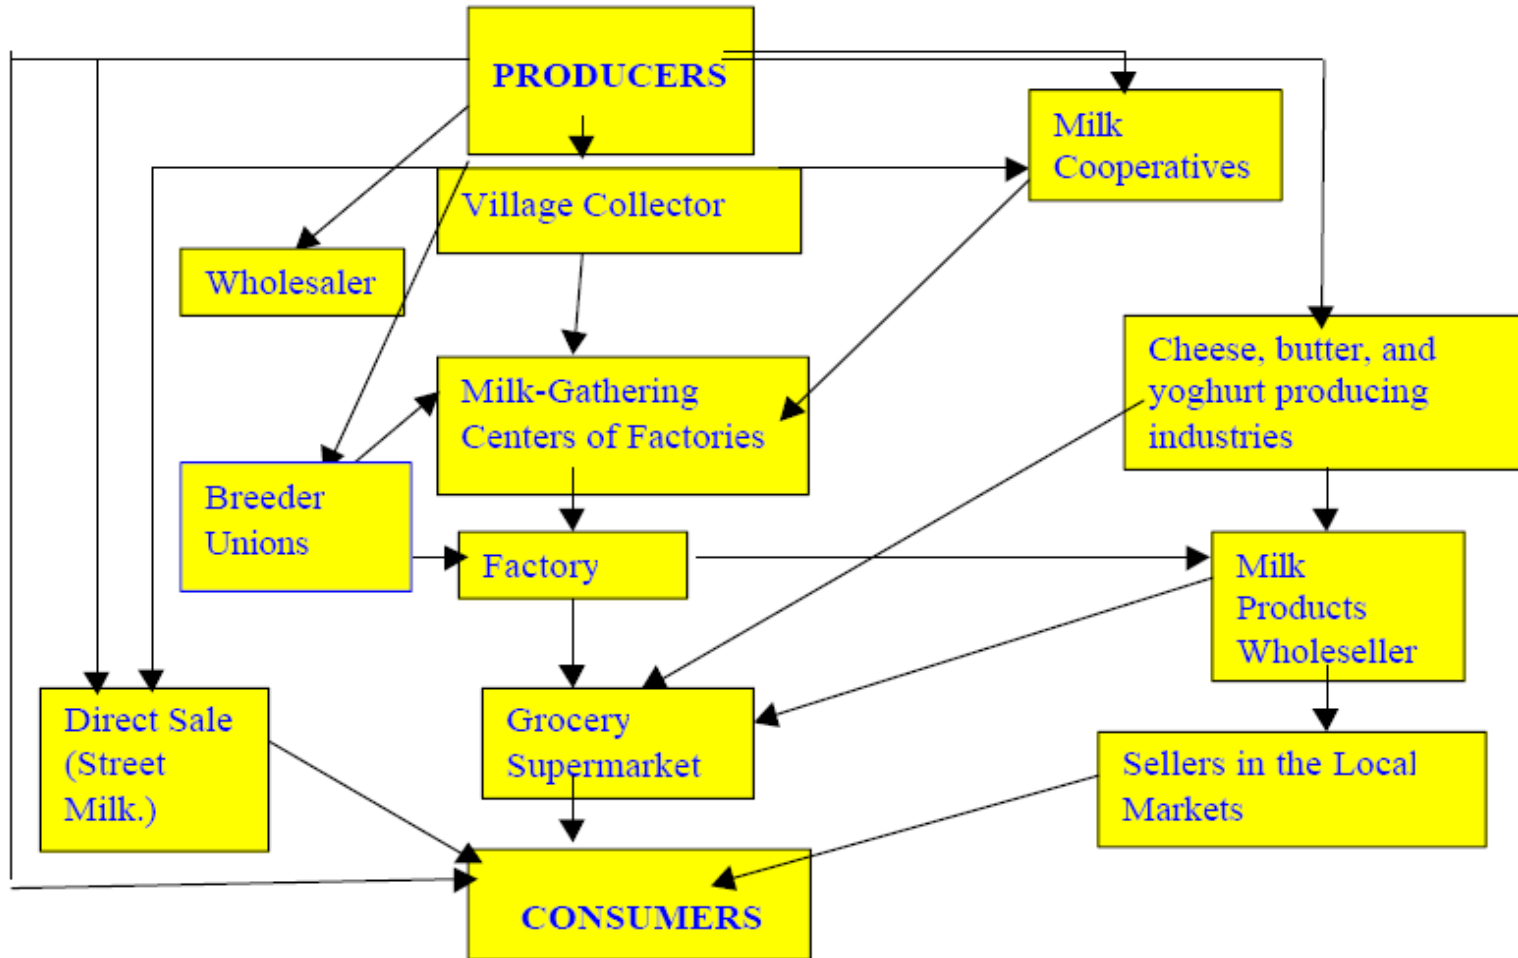 PRODUCERS
Milk
Cooperatives
Village Collector
Wholesaler
Cheese, butter, and
yoghurt producing
industries
Milk-Gathering
Centers of Factories
Breeder
Unions
Factory
Milk
Products
Wholeseller
Direct Sale
(Street
Milk.)
Grocery
Supermarket
Sellers in the Local
Markets
CONSUMERS